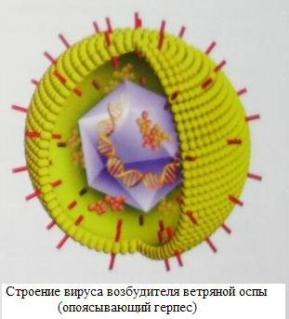 Строение вируса возбудителя ветряной оспы
(опоясывающий герпес)